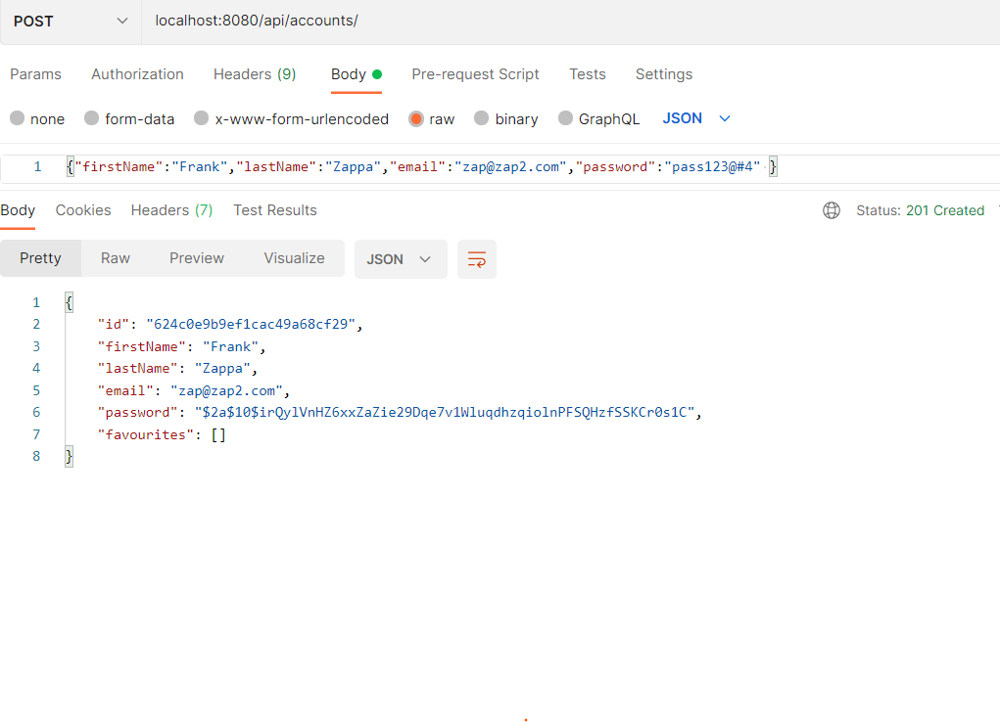 POST localhost:8080/api/accounts/
Params Authorization Headers (9) Body Pre-request Script Tests Settings
none form-data x-www-form-urlencoded raw binary GraphQL JSON
1 {"firstName":"Frank","lastName":"Zappa","email":"zap@zap2.com","password":"pass123@#4" }
Body Cookies Headers (7) Test Results Status: 201 Created
Pretty Raw Preview Visualize JSON
1 {
2 "id": "624c0e9b9ef1cac49a68cf29",
3 "firstName": "Frank",
4 "lastName": "Zappa",
5 "email": "zap@zap2.com",
6 "password": "$2a$10$irQylVnHZ6xxZaZie29Dqe7v1WluqdhzqiolnPFSQHzfSSKCr0s1C",
7 "favourites": []
8 }